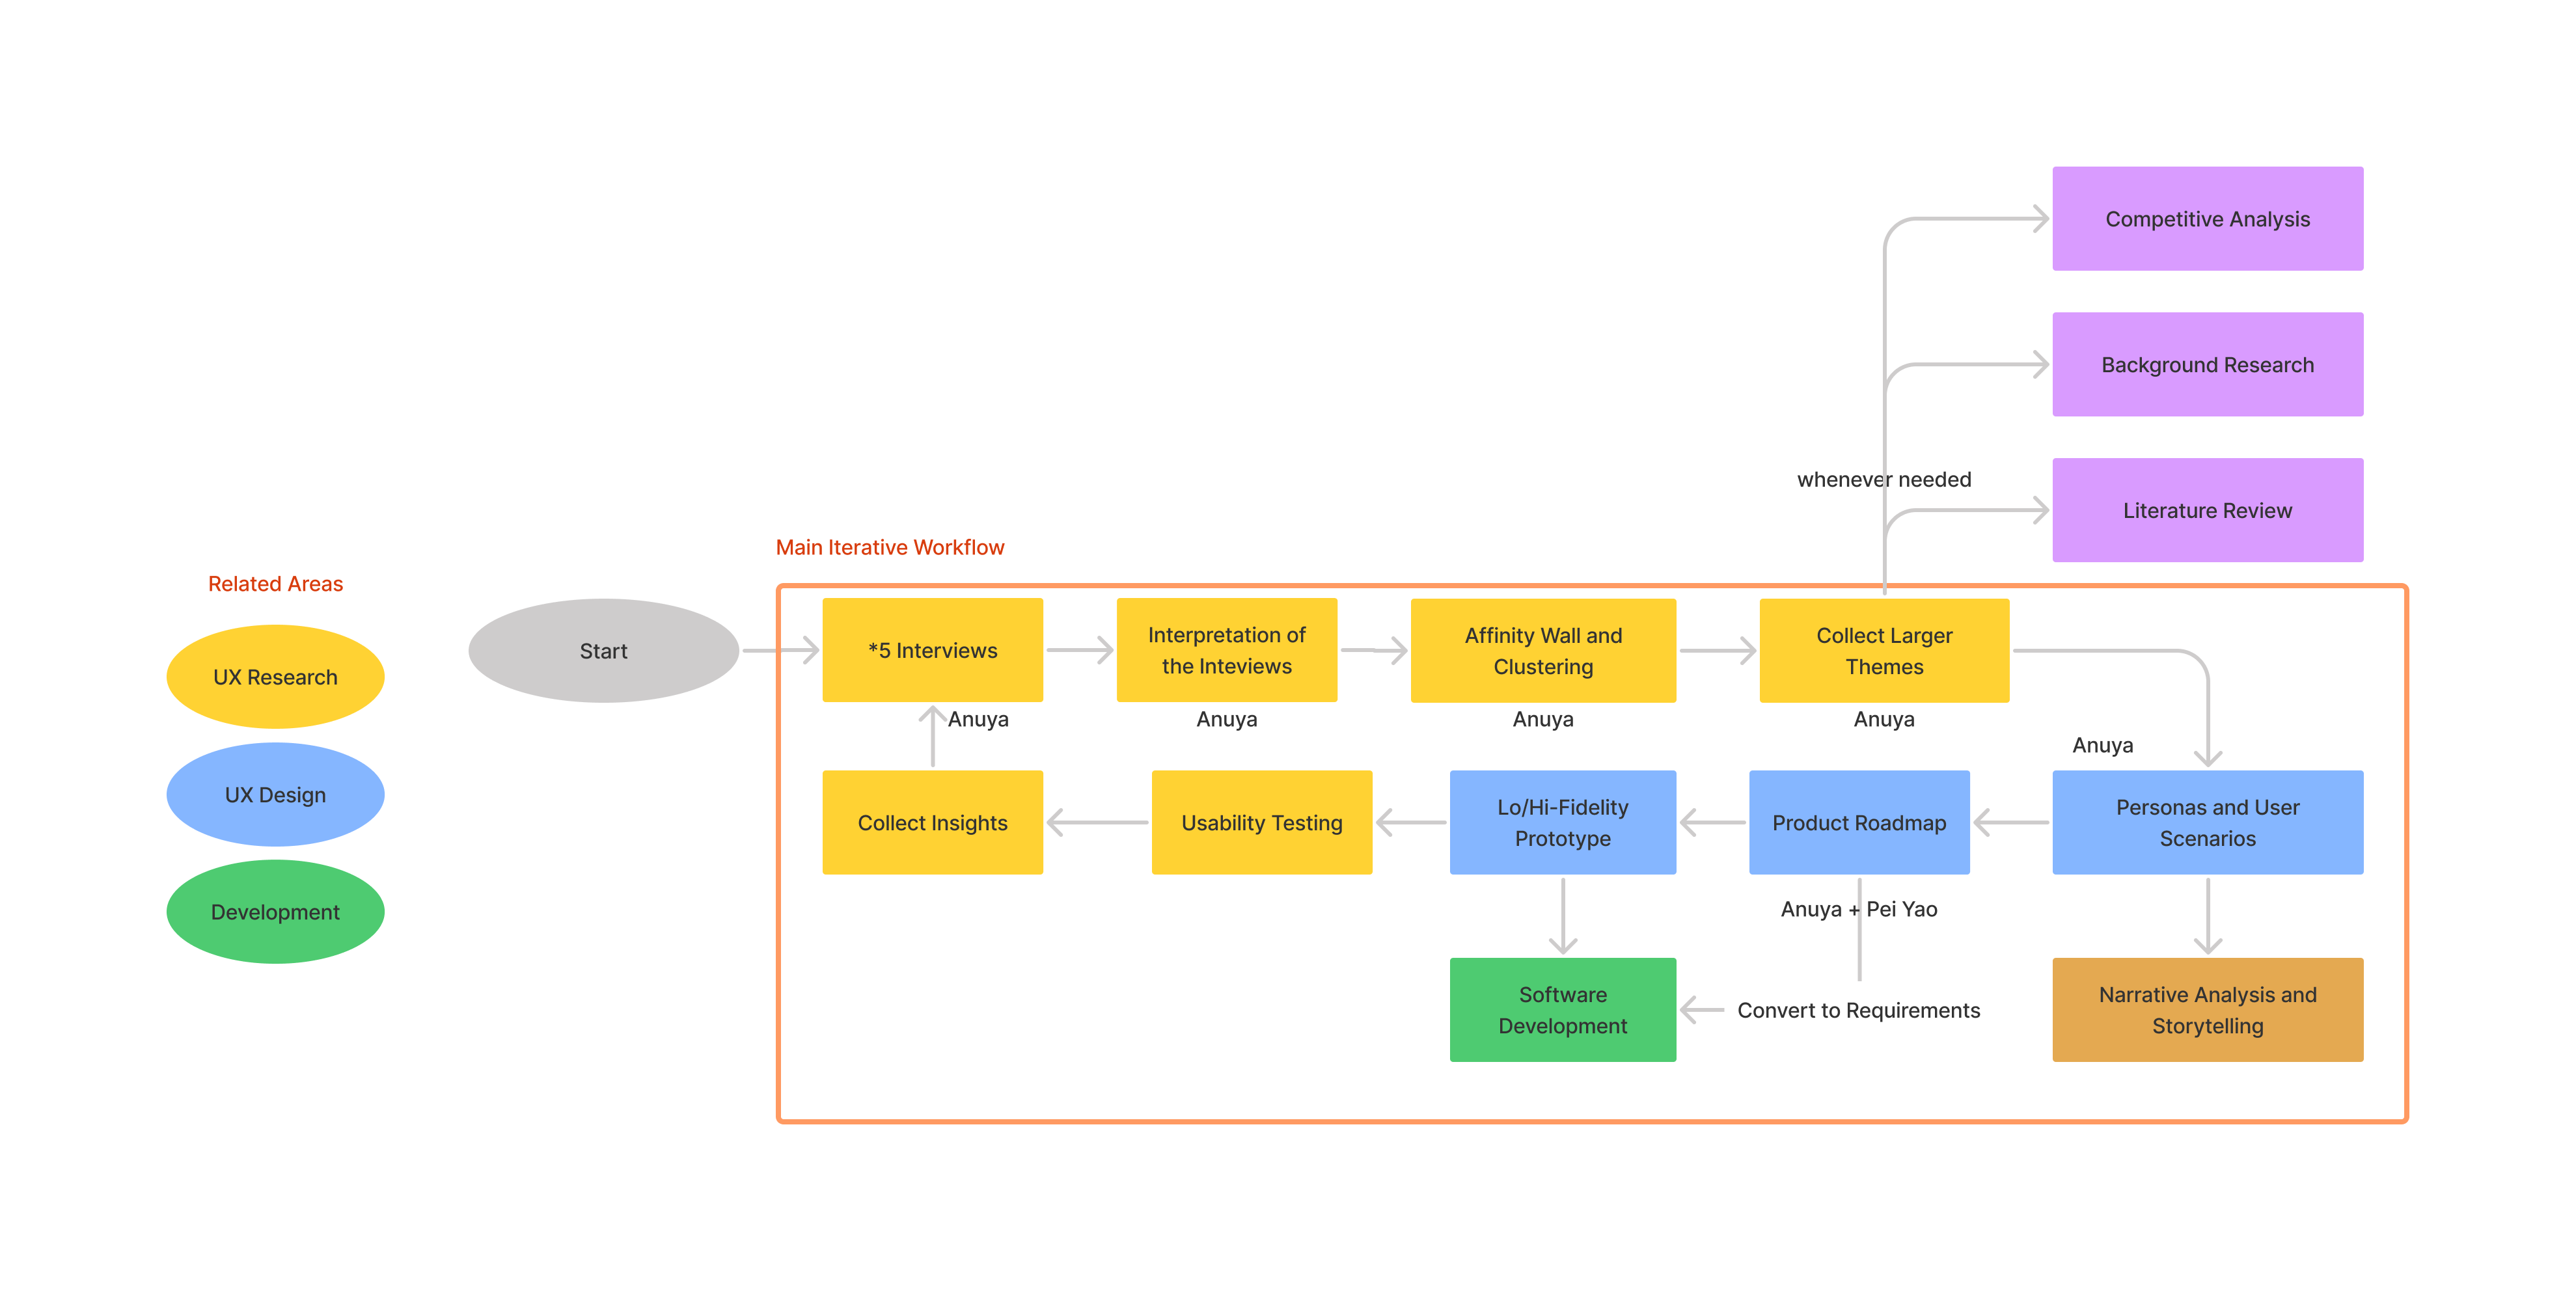 Competitive Analysis
Background Research
whenever needed
Literature Review
Main Iterative Workflow
Related Areas
UX Research
UX Design
Development
Start
*5 Interviews
Interpretation of
the Inteviews
Affinity Wall and
Clustering
Collect Larger
Themes
Anuya
Anuya
Anuya
Anuya
Anuya
Collect Insights
Usability Testing
Lo/Hi-Fidelity
Prototype
Product Roadmap
Personas and User
Scenarios
Anuya + Pei Yao
Software
Development
Convert to Requirements
Narrative Analysis and
Storytelling